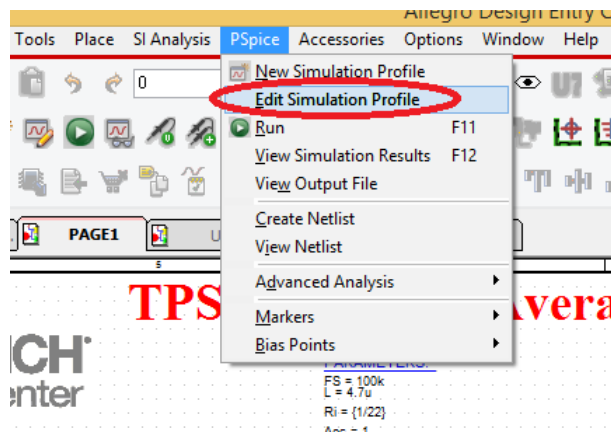 Allegro Design Entry C
Tools Place SI Analysis PSpice Accessories Options Window Help
0
U?
New Simulation Profile
Edit Simulation Profile
Run F11
View Simulation Results F12
View Output File
Create Netlist
View Netlist
Advanced Analysis
Markers
Bias Points
PAGE1 U
5
TPS Avera
CH
enter
PARAMETERS:
FS = 100k
L = 4.7u
Ri = {1/22}